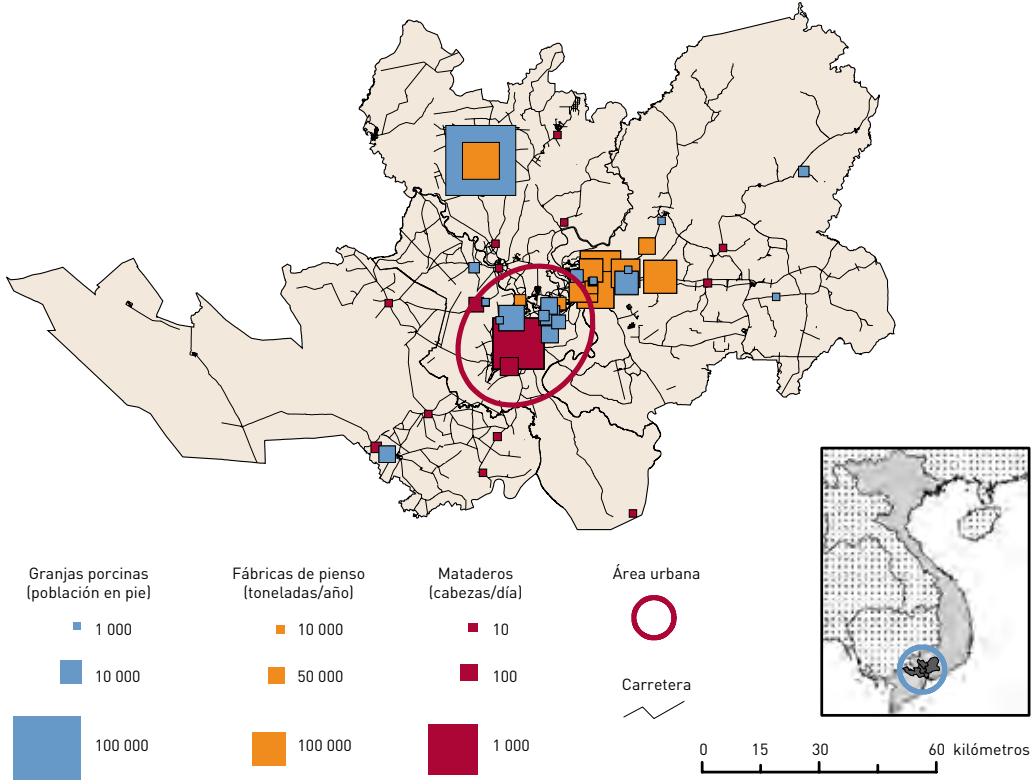 Granjas porcinas
(población en pie)
1 000
10 000
100 000
Fábricas de pienso
(toneladas/año)
10 000
50 000
100 000
Mataderos
(cabezas/día)
10
100
1 000
Área urbana
Carretera
0 15 30 60 kilómetros